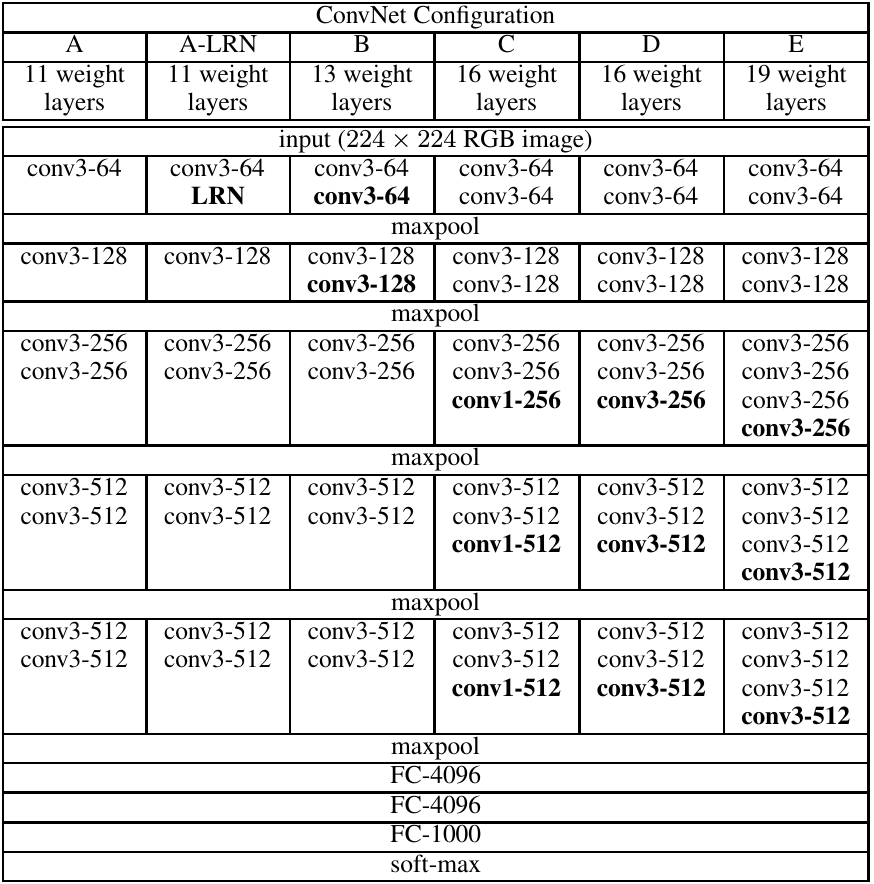 ConvNet Configuration
A A-LRN B C D E
11 weight 11 weight 13 weight 16 weight 16 weight 19 weight
layers layers layers layers layers layers
input (224 × 224 RGB image)
conv3-64 conv3-64 conv3-64 conv3-64 conv3-64 conv3-64
LRN conv3-64 conv3-64 conv3-64 conv3-64
maxpool
conv3-128 conv3-128 conv3-128 conv3-128 conv3-128 conv3-128
conv3-128 conv3-128 conv3-128 conv3-128
maxpool
conv3-256 conv3-256 conv3-256 conv3-256 conv3-256 conv3-256
conv3-256 conv3-256 conv3-256 conv3-256 conv3-256 conv3-256
conv1-256 conv3-256 conv3-256
conv3-256
maxpool
conv3-512 conv3-512 conv3-512 conv3-512 conv3-512 conv3-512
conv3-512 conv3-512 conv3-512 conv3-512 conv3-512 conv3-512
conv1-512 conv3-512 conv3-512
conv3-512
maxpool
conv3-512 conv3-512 conv3-512 conv3-512 conv3-512 conv3-512
conv3-512 conv3-512 conv3-512 conv3-512 conv3-512 conv3-512
conv1-512 conv3-512 conv3-512
conv3-512
maxpool
FC-4096
FC-4096
FC-1000
soft-max